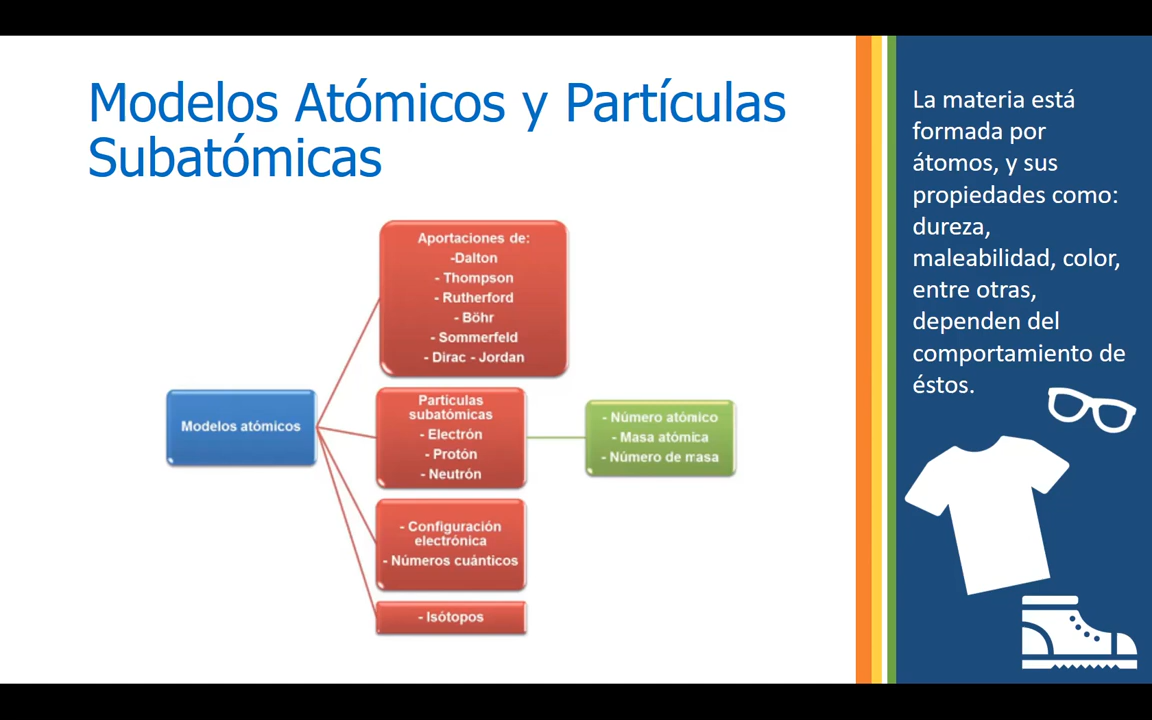 Modelos Atómicos y Partículas
Subatómicas
Aportaciones de:
-Dalton
- Thompson
- Rutherford
- Böhr
- Sommerfeld
- Dirac - Jordan
Modelos atómicos
Partículas
subatómicas
- Electrón
- Protón
- Neutrón
- Número atómico
- Masa atómica
- Número de masa
- Configuración
electrónica
- Números cuánticos
- Isótopos
La materia está
formada por
átomos, y sus
propiedades como:
dureza,
maleabilidad, color,
entre otras,
dependen del
comportamiento de
éstos.